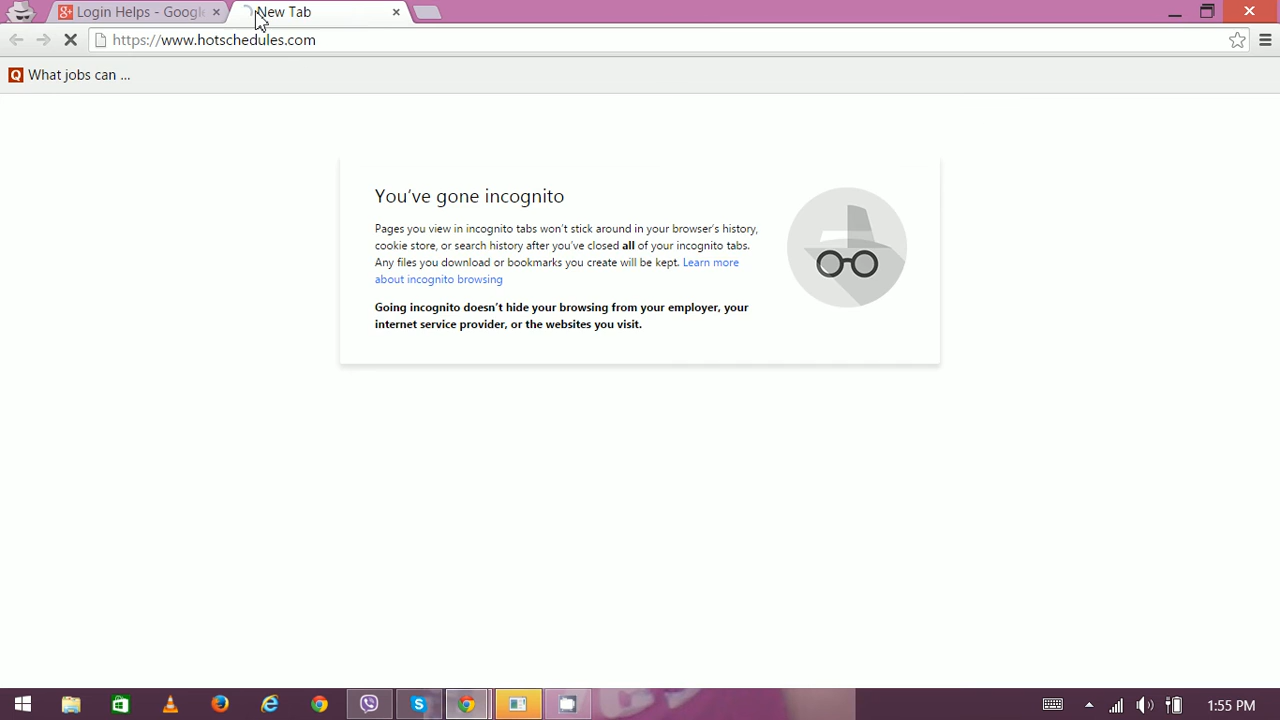 Login Helps - Google
New Tab
https://www.hotschedules.com
What jobs can ...
You've gone incognito
Pages you view in incognito tabs won't stick around in your browser's history,
cookie store, or search history after you've closed all of your incognito tabs.
Any files you download or bookmarks you create will be kept. Learn more
about incognito browsing
Going incognito doesn't hide your browsing from your employer, your
internet service provider, or the websites you visit.
1:55 PM